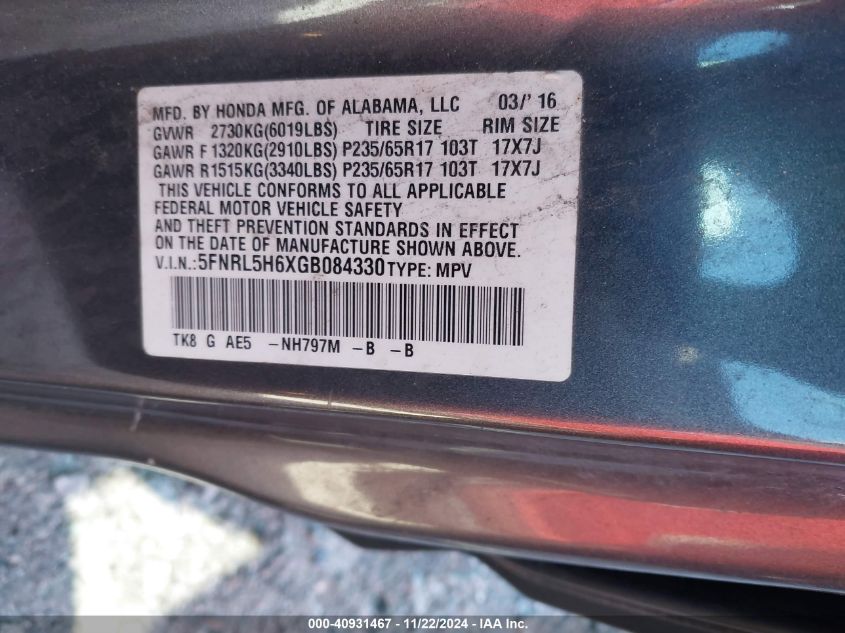 MFD. BY HONDA MFG. OF ALABAMA, LLC 03/' 16
GVWR 2730KG(6019LBS) TIRE SIZE RIM SIZE
GAWR F 1320KG(2910LBS) P235/65R17 103T 17X7J
GAWR R1515KG(3340LBS) P235/65R17 103T 17X7J
THIS VEHICLE CONFORMS TO ALL APPLICABLE
FEDERAL MOTOR VEHICLE SAFETY
AND THEFT PREVENTION STANDARDS IN EFFECT
ON THE DATE OF MANUFACTURE SHOWN ABOVE.
V.I.N.:5FNRL5H6XGB084330 TYPE: MPV
TK8 G AE5 -NH797M -B -B
000-40931467 - 11/22/2024 - IAA Inc.